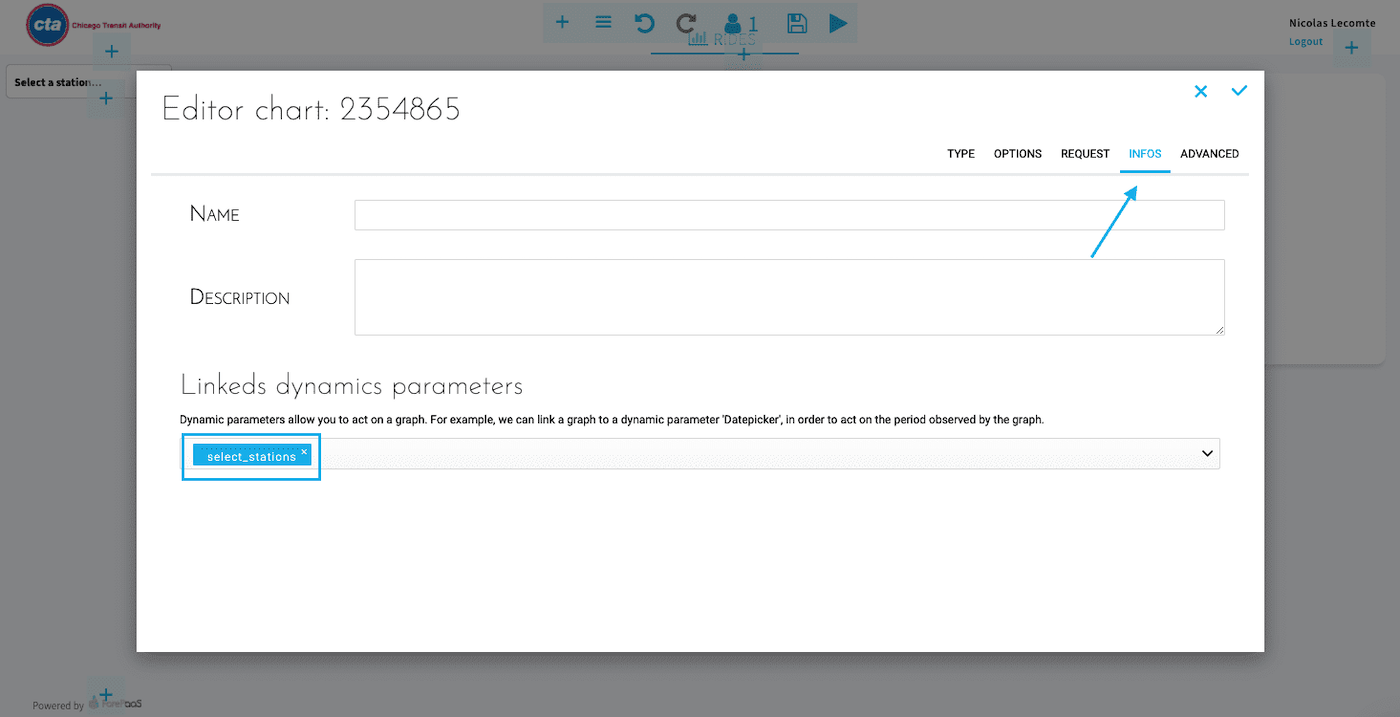 cta Chicago Transit Authority
1
RIDES
Nicolas Lecomte
Logout
Select a station...
Editor chart: 2354865
TYPE OPTIONS REQUEST INFOS ADVANCED
Name
Description
Linkeds dynamics parameters
Dynamic parameters allow you to act on a graph. For example, we can link a graph to a dynamic parameter 'Datepicker', in order to act on the period observed by the graph.
select_stations ×
Powered by ForePaaS